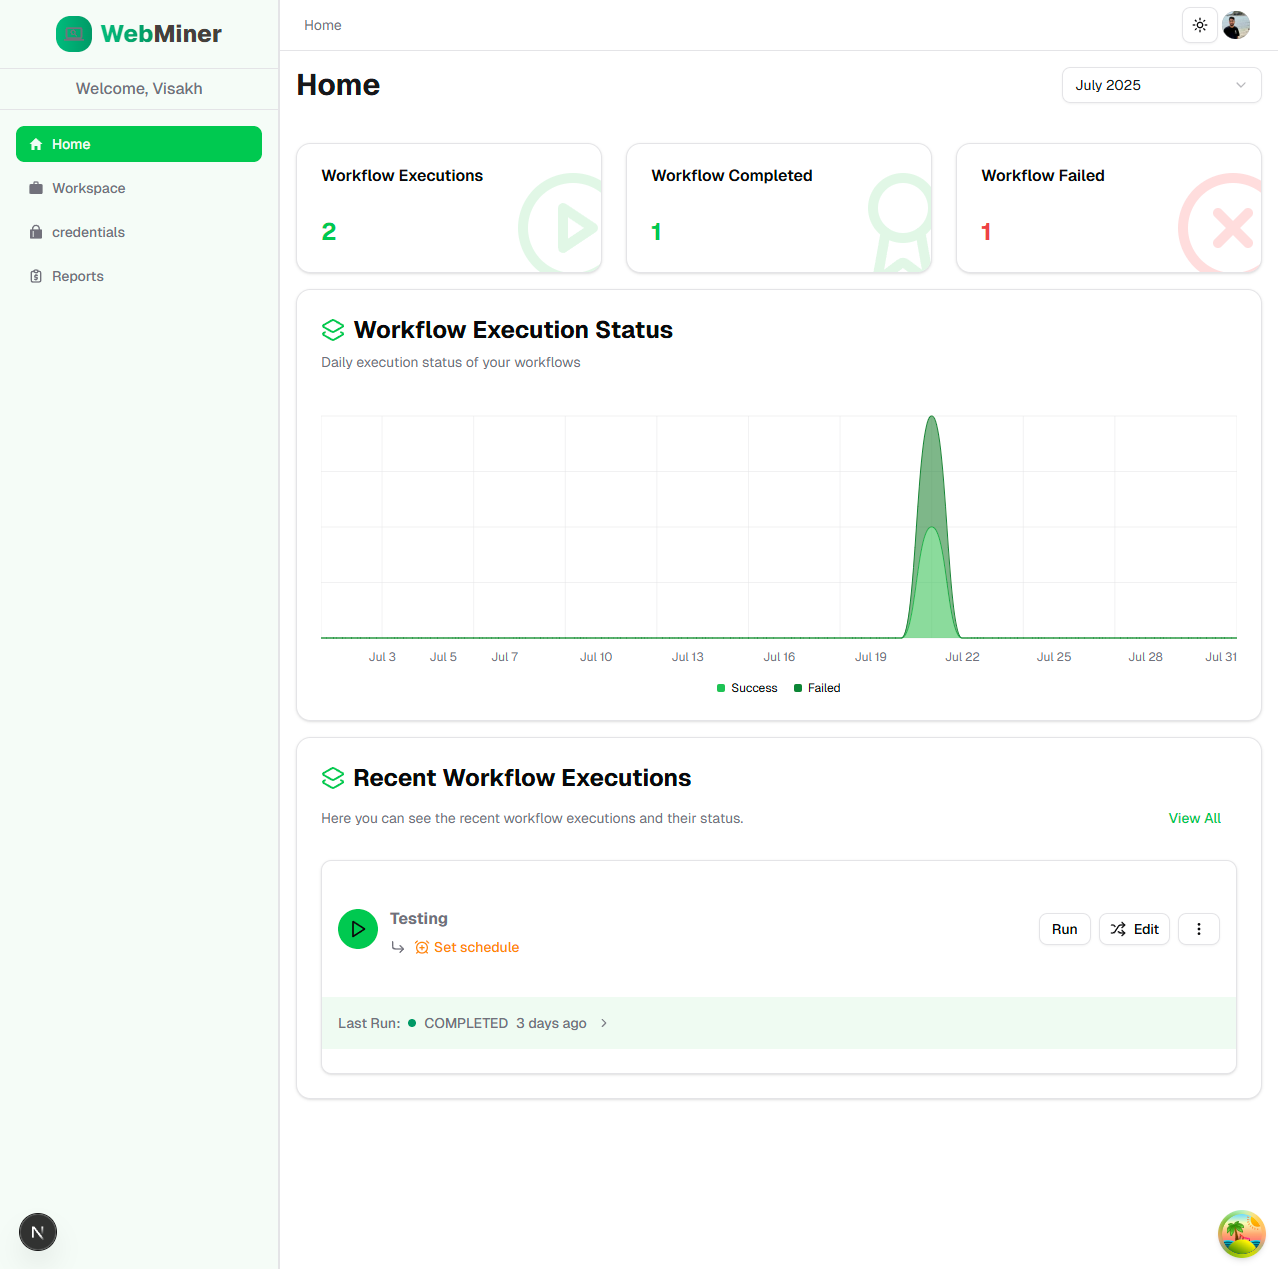 WebMiner
Welcome, Visakh
Home
Workspace
credentials
Reports
Home
Home
July 2025
Workflow Executions
2
Workflow Completed
1
Workflow Failed
1
Workflow Execution Status
Daily execution status of your workflows
Jul 3 Jul 5 Jul 7 Jul 10 Jul 13 Jul 16 Jul 19 Jul 22 Jul 25 Jul 28 Jul 31
Success Failed
Recent Workflow Executions
Here you can see the recent workflow executions and their status.
View All
Testing
Set schedule
Run Edit
Last Run: COMPLETED 3 days ago
N